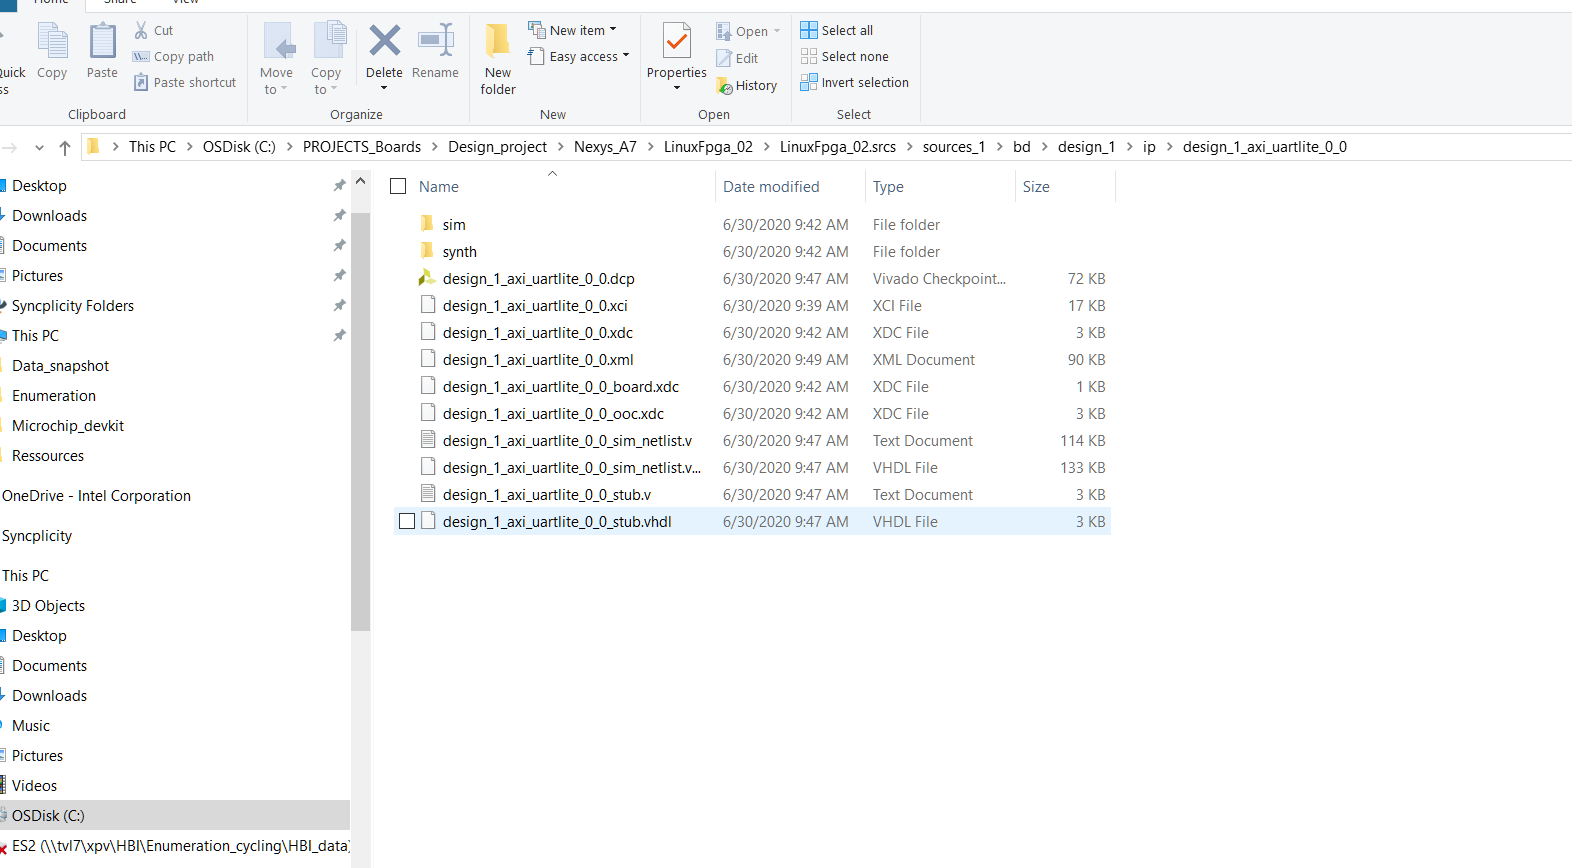 Home Share View
Quick
ss
Copy
Paste
Cut
Copy path
Paste shortcut
Clipboard
Move
to
Copy
to
Delete
Rename
Organize
New
folder
New item
Easy access
New
Properties
Open
Edit
History
Open
Select all
Select none
Invert selection
Select
This PC OSDisk (C:) PROJECTS_Boards Design_project Nexys_A7 LinuxFpga_02 LinuxFpga_02.srcs sources_1 bd design_1 ip design_1_axi_uartlite_0_0
Desktop
Downloads
Documents
Pictures
Syncplicity Folders
This PC
Data_snapshot
Enumeration
Microchip_devkit
Ressources
OneDrive - Intel Corporation
Syncplicity
This PC
3D Objects
Desktop
Documents
Downloads
Music
Pictures
Videos
OSDisk (C:)
ES2 (\\tvl7\xpv\HBI\Enumeration_cycling\HBI_data)
Name Date modified Type Size
sim 6/30/2020 9:42 AM File folder
synth 6/30/2020 9:42 AM File folder
design_1_axi_uartlite_0_0.dcp 6/30/2020 9:47 AM Vivado Checkpoint... 72 KB
design_1_axi_uartlite_0_0.xci 6/30/2020 9:39 AM XCI File 17 KB
design_1_axi_uartlite_0_0.xdc 6/30/2020 9:42 AM XDC File 3 KB
design_1_axi_uartlite_0_0.xml 6/30/2020 9:49 AM XML Document 90 KB
design_1_axi_uartlite_0_0_board.xdc 6/30/2020 9:42 AM XDC File 1 KB
design_1_axi_uartlite_0_0_ooc.xdc 6/30/2020 9:42 AM XDC File 3 KB
design_1_axi_uartlite_0_0_sim_netlist.v 6/30/2020 9:47 AM Text Document 114 KB
design_1_axi_uartlite_0_0_sim_netlist.v... 6/30/2020 9:47 AM VHDL File 133 KB
design_1_axi_uartlite_0_0_stub.v 6/30/2020 9:47 AM Text Document 3 KB
design_1_axi_uartlite_0_0_stub.vhdl 6/30/2020 9:47 AM VHDL File 3 KB